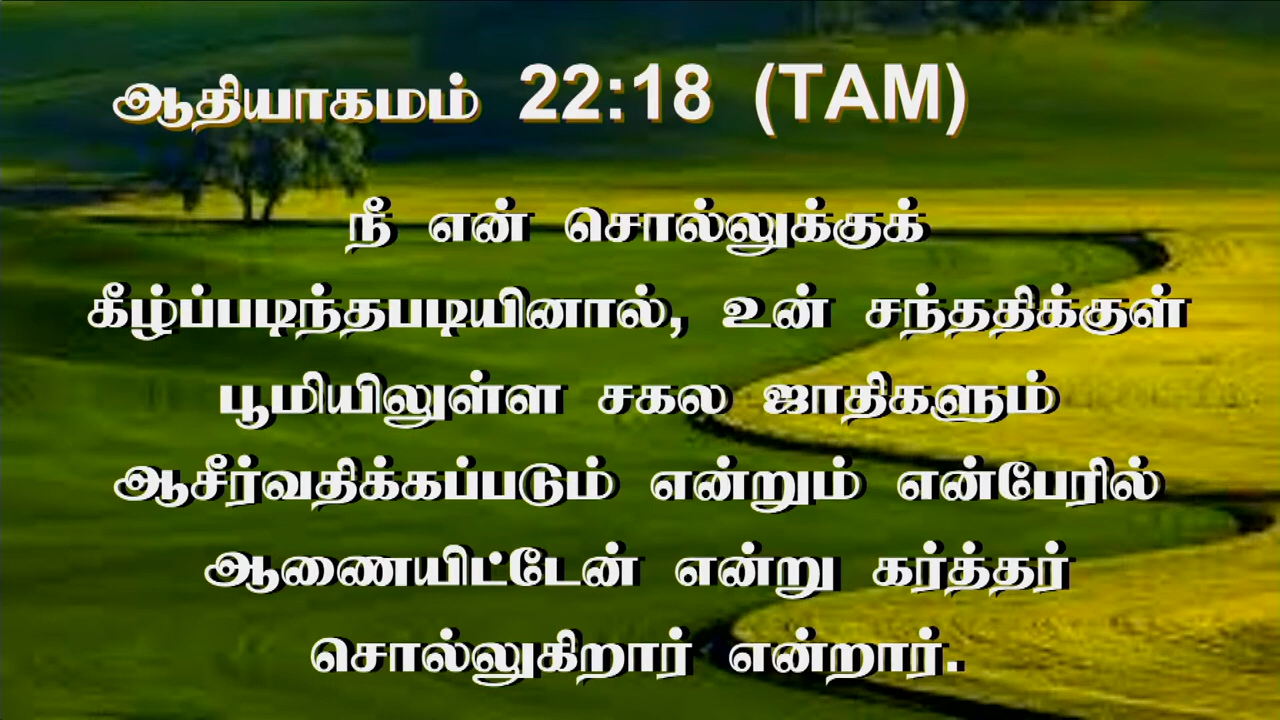 ஆதியாகமம் 22:18 (TAM)
நீ என் சொல்லுக்குக்
கீழ்ப்படிந்தபடியினால், உன் சந்ததிக்குள்
பூமியிலுள்ள சகல ஜாதிகளும்
ஆசீர்வதிக்கப்படும் என்றும் என்பேரில்
ஆணையிட்டேன் என்று கர்த்தர்
சொல்லுகிறார் என்றார்.